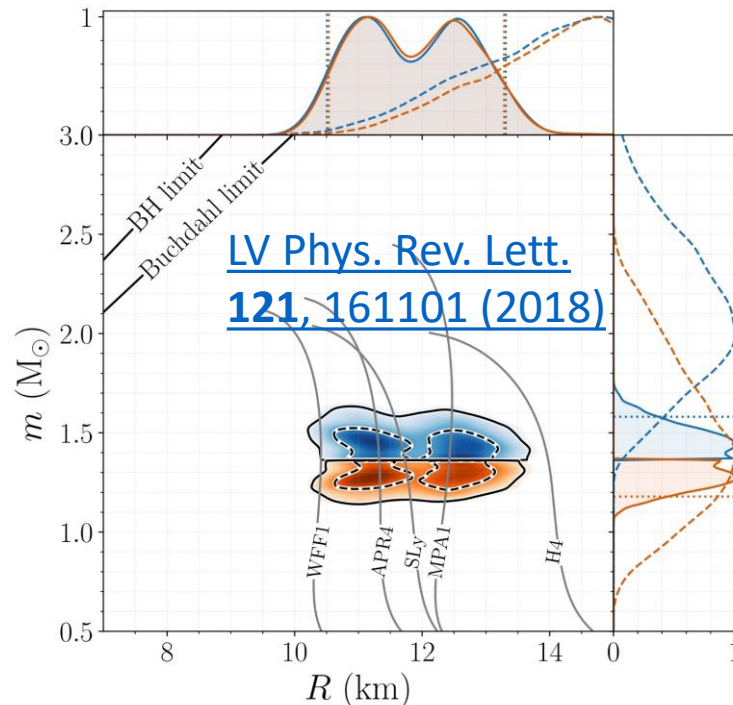 1
3.0
BH limit
Buchdahl limit
2.5
LV Phys. Rev. Lett.
121, 161101 (2018)
2.0
m (M⊙)
1.5
1.0
WFF1
APR4
SLy
MPA1
H4
0.5
8
10
12
14
0
1
R (km)